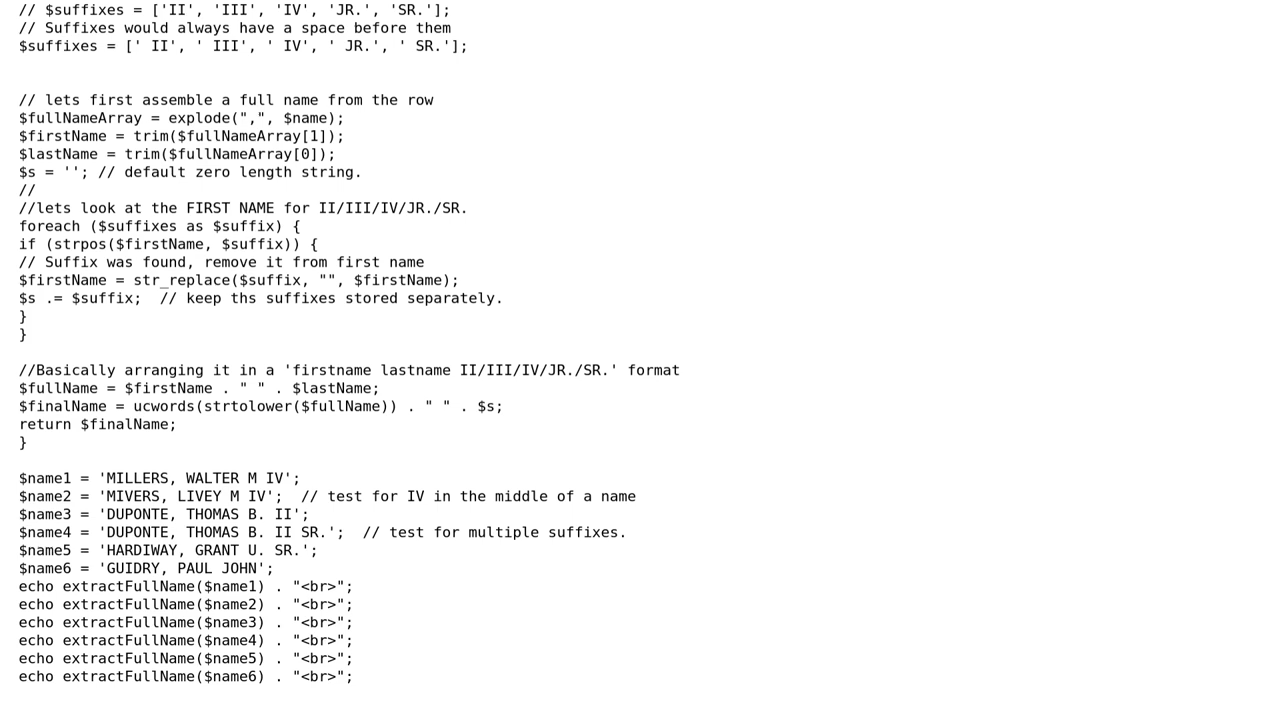 // $suffixes = ['II', 'III', 'IV', 'JR.', 'SR.'];
// Suffixes would always have a space before them
$suffixes = [' II', ' III', ' IV', ' JR.', ' SR.'];
// lets first assemble a full name from the row
$fullNameArray = explode(",", $name);
$firstName = trim($fullNameArray[1]);
$lastName = trim($fullNameArray[0]);
$s = ''; // default zero length string.
//
//lets look at the FIRST NAME for II/III/IV/JR./SR.
foreach ($suffixes as $suffix) {
if (strpos($firstName, $suffix)) {
// Suffix was found, remove it from first name
$firstName = str_replace($suffix, "", $firstName);
$s .= $suffix;  // keep ths suffixes stored separately.
}
}
//Basically arranging it in a 'firstname lastname II/III/IV/JR./SR.' format
$fullName = $firstName . " " . $lastName;
$finalName = ucwords(strtolower($fullName)) . " " . $s;
return $finalName;
}
$name1 = 'MILLERS, WALTER M IV';
$name2 = 'MIVERS, LIVEY M IV';  // test for IV in the middle of a name
$name3 = 'DUPONTE, THOMAS B. II';
$name4 = 'DUPONTE, THOMAS B. II SR.';  // test for multiple suffixes.
$name5 = 'HARDIWAY, GRANT U. SR.';
$name6 = 'GUIDRY, PAUL JOHN';
echo extractFullName($name1) . "<br>";
echo extractFullName($name2) . "<br>";
echo extractFullName($name3) . "<br>";
echo extractFullName($name4) . "<br>";
echo extractFullName($name5) . "<br>";
echo extractFullName($name6) . "<br>";